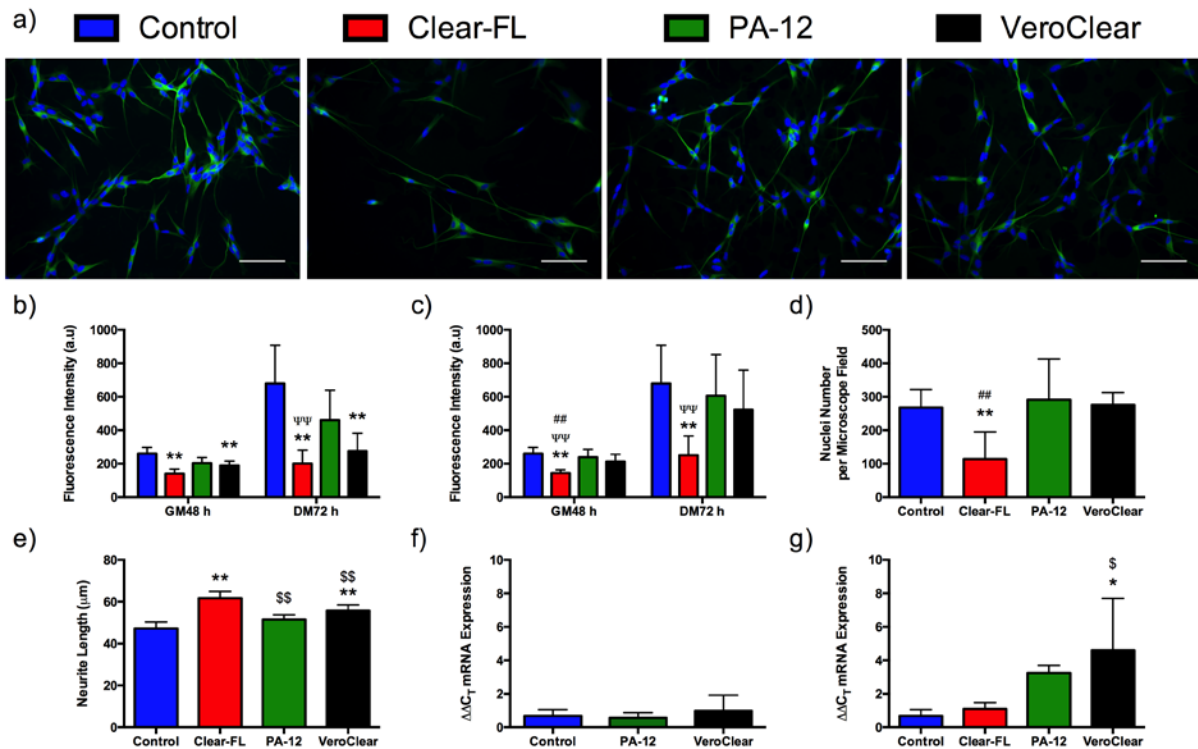 a) Control Clear-FL PA-12 VeroClear
b) c) d)
Fluorescence Intensity (a.u)
1000
800
600
400
200
0
**
**
ΨΨ
**
**
GM48 h DM72 h
Fluorescence Intensity (a.u)
1000
800
600
400
200
0
##
ΨΨ
**
ΨΨ
**
GM48 h DM72 h
Nuclei Number
per Microscope Field
500
400
300
200
100
0
##
**
Control Clear-FL PA-12 VeroClear
e) f) g)
Neurite Length (μm)
80
60
40
20
0
**
$$
$$
**
Control Clear-FL PA-12 VeroClear
ΔΔCT mRNA Expression
10
8
6
4
2
0
Control PA-12 VeroClear
ΔΔCT mRNA Expression
10
8
6
4
2
0
$
*
Control Clear-FL PA-12 VeroClear